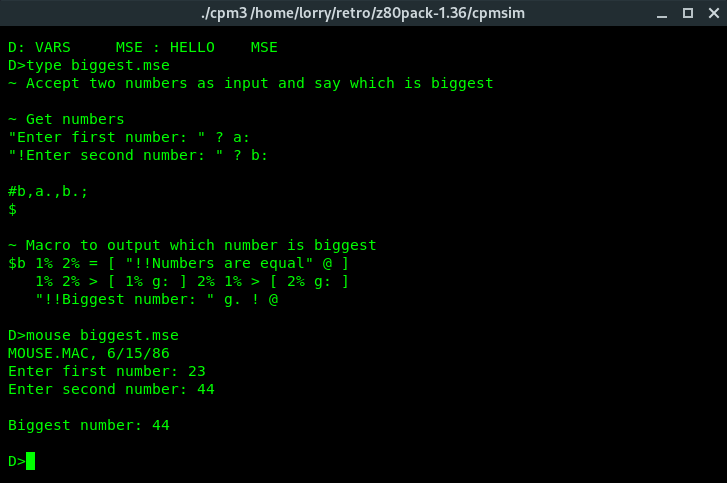 ./cpm3 /home/lorry/retro/z80pack-1.36/cpmsim
D: VARS     MSE : HELLO    MSE
D>type biggest.mse
~ Accept two numbers as input and say which is biggest
~ Get numbers
"Enter first number: " ? a:
"!Enter second number: " ? b:
#b,a.,b.;
$
~ Macro to output which number is biggest
$b 1% 2% = [ "!!Numbers are equal" @ ]
   1% 2% > [ 1% g: ] 2% 1% > [ 2% g: ]
   "!!Biggest number: " g. ! @
D>mouse biggest.mse
MOUSE.MAC, 6/15/86
Enter first number: 23
Enter second number: 44
Biggest number: 44
D>